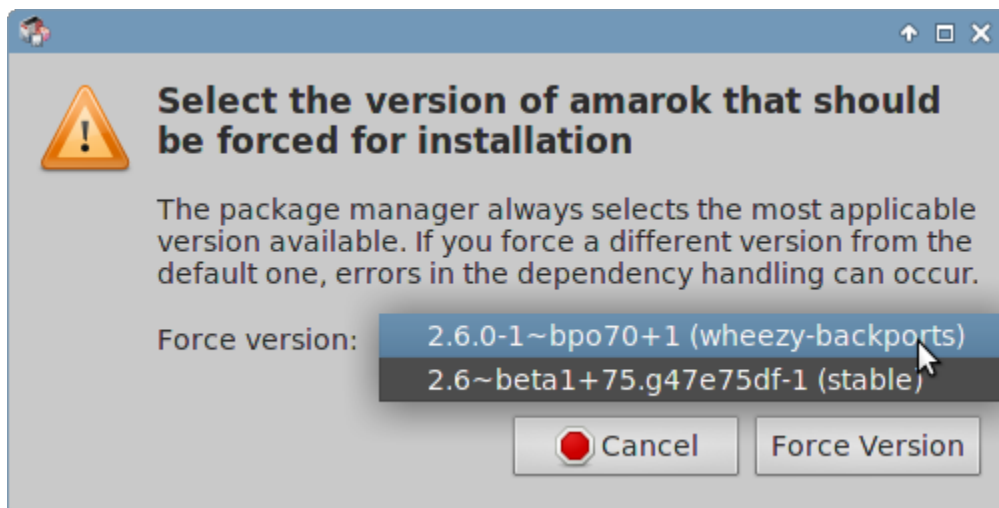 Select the version of amarok that should
be forced for installation
The package manager always selects the most applicable
version available. If you force a different version from the
default one, errors in the dependency handling can occur.
Force version:
2.6.0-1~bpo70+1 (wheezy-backports)
2.6~beta1+75.g47e75df-1 (stable)
Cancel
Force Version